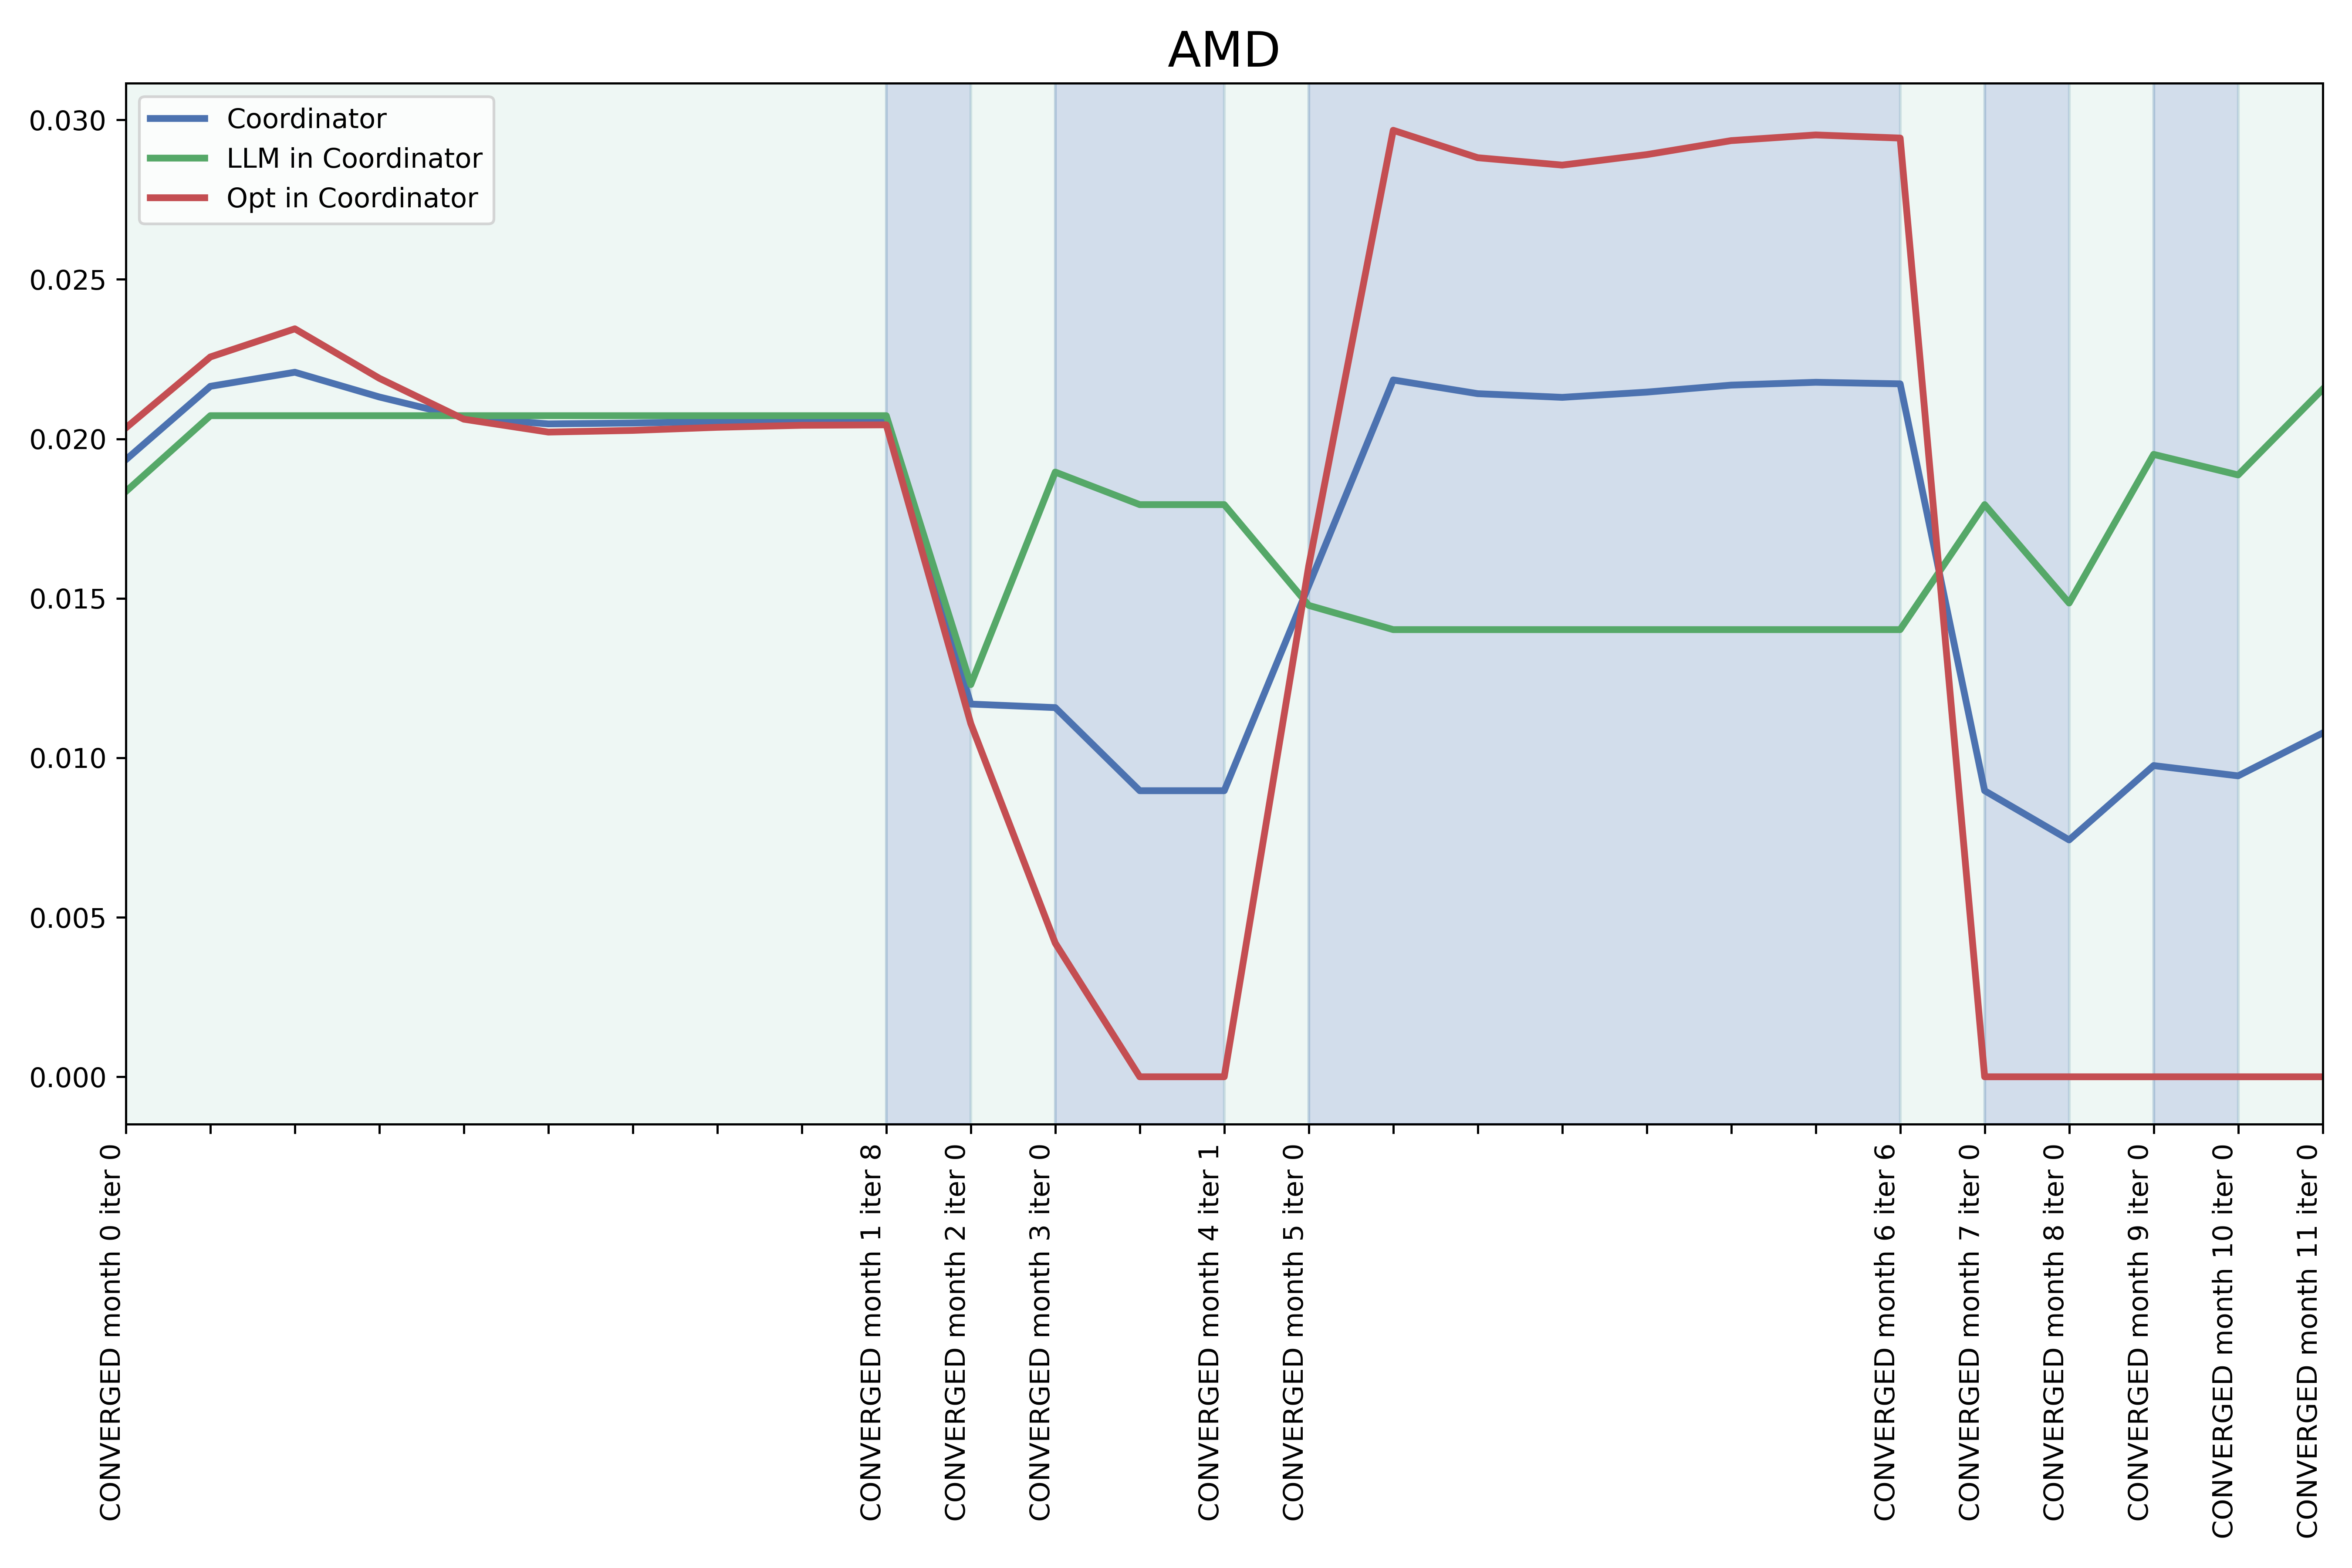 AMD
0.030
0.025
0.020
0.015
0.010
0.005
0.000
Coordinator
LLM in Coordinator
Opt in Coordinator
CONVERGED month 0 iter 0
CONVERGED month 1 iter 8
CONVERGED month 2 iter 0
CONVERGED month 3 iter 0
CONVERGED month 4 iter 1
CONVERGED month 5 iter 0
CONVERGED month 6 iter 6
CONVERGED month 7 iter 0
CONVERGED month 8 iter 0
CONVERGED month 9 iter 0
CONVERGED month 10 iter 0
CONVERGED month 11 iter 0